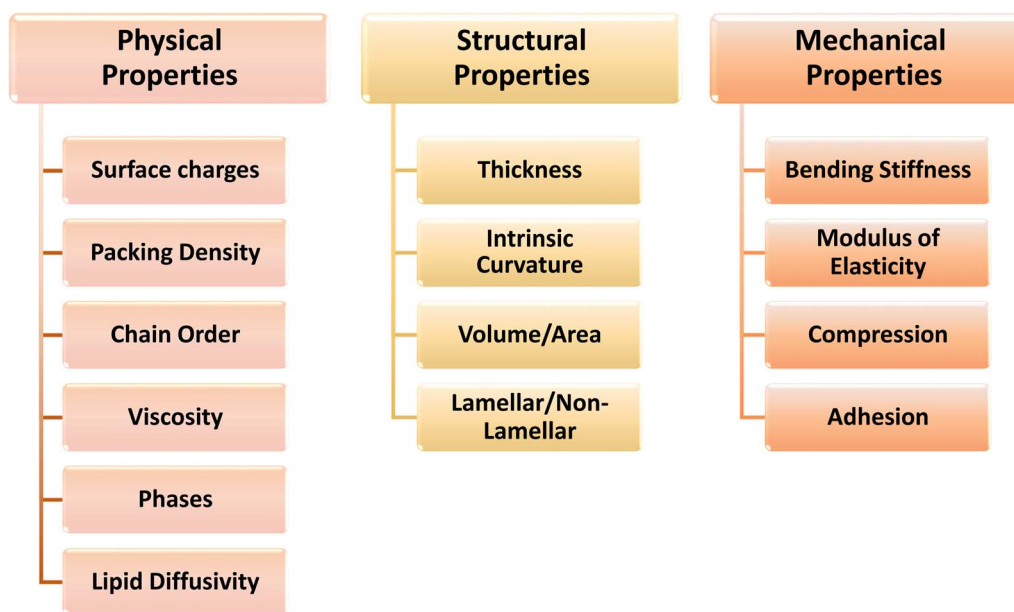 Physical
Properties
Surface charges
Packing Density
Chain Order
Viscosity
Phases
Lipid Diffusivity
Structural
Properties
Thickness
Intrinsic
Curvature
Volume/Area
Lamellar/Non-
Lamellar
Mechanical
Properties
Bending Stiffness
Modulus of
Elasticity
Compression
Adhesion